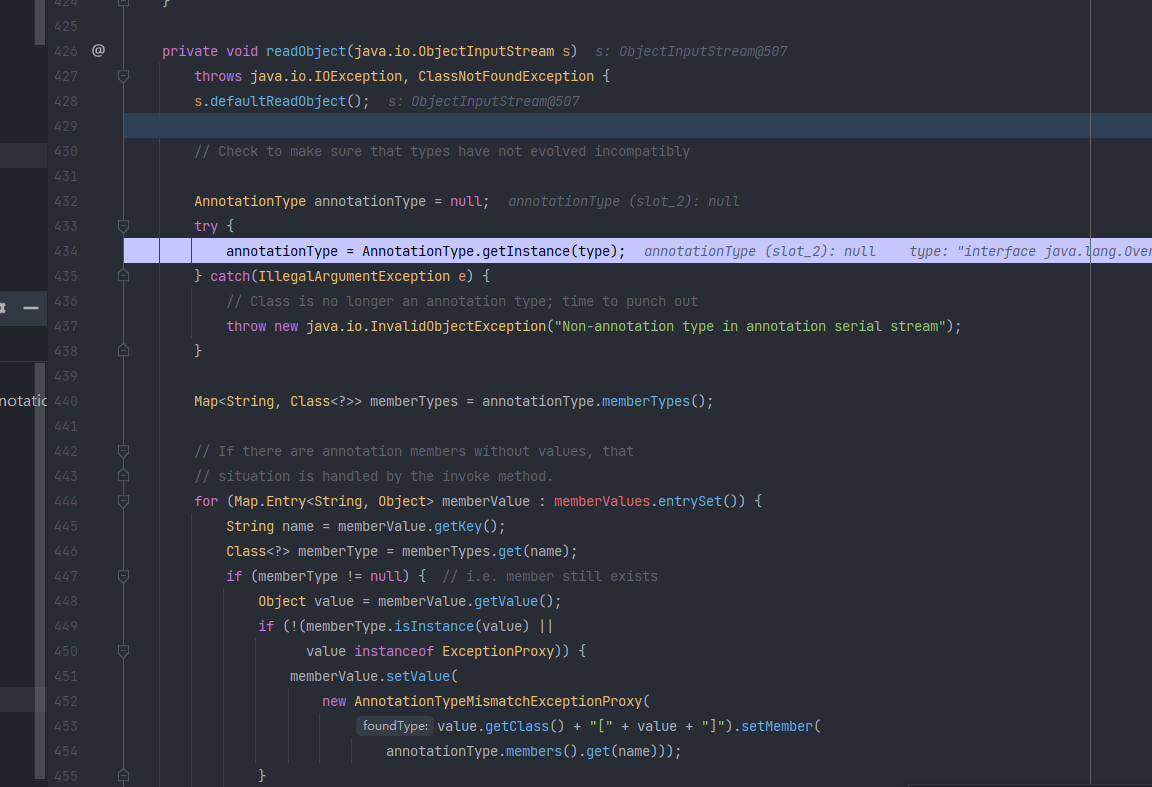 424 }
425
426 @ private void readObject(java.io.ObjectInputStream s) s: ObjectInputStream@507
427 throws java.io.IOException, ClassNotFoundException {
428 s.defaultReadObject(); s: ObjectInputStream@507
429
430 // Check to make sure that types have not evolved incompatibly
431
432 AnnotationType annotationType = null; annotationType (slot_2): null
433 try {
434 annotationType = AnnotationType.getInstance(type); annotationType (slot_2): null type: "interface java.lang.Over
435 } catch(IllegalArgumentException e) {
436 // Class is no longer an annotation type; time to punch out
437 throw new java.io.InvalidObjectException("Non-annotation type in annotation serial stream");
438 }
439
notatic 440 Map<String, Class<?>> memberTypes = annotationType.memberTypes();
441
442 // If there are annotation members without values, that
443 // situation is handled by the invoke method.
444 for (Map.Entry<String, Object> memberValue : memberValues.entrySet()) {
445 String name = memberValue.getKey();
446 Class<?> memberType = memberTypes.get(name);
447 if (memberType != null) { // i.e. member still exists
448 Object value = memberValue.getValue();
449 if (!(memberType.isInstance(value) ||
450 value instanceof ExceptionProxy)) {
451 memberValue.setValue(
452 new AnnotationTypeMismatchExceptionProxy(
453 foundType: value.getClass() + "[" + value + "]").setMember(
454 annotationType.members().get(name)));
455 }